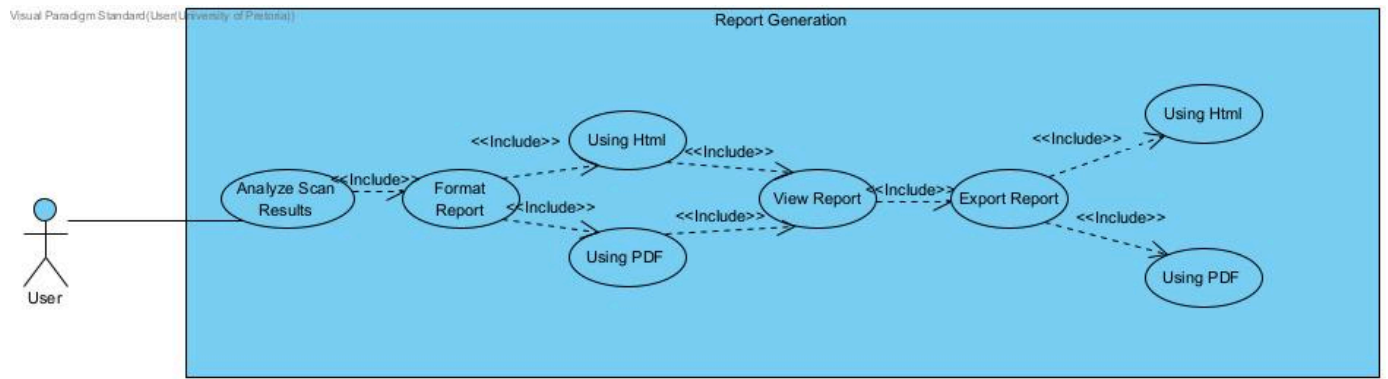 Visual Paradigm Standard(User(University of Pretoria))
Report Generation
Using Html
<<Include>>
<<Include>>
Using Html
<<Include>>
<<Include>>
Analyze Scan
Results
Format
Report
<<Include>>
View Report
<<Include>>
Export Report
<<Include>>
<<Include>>
<<Include>>
Using PDF
Using PDF
User